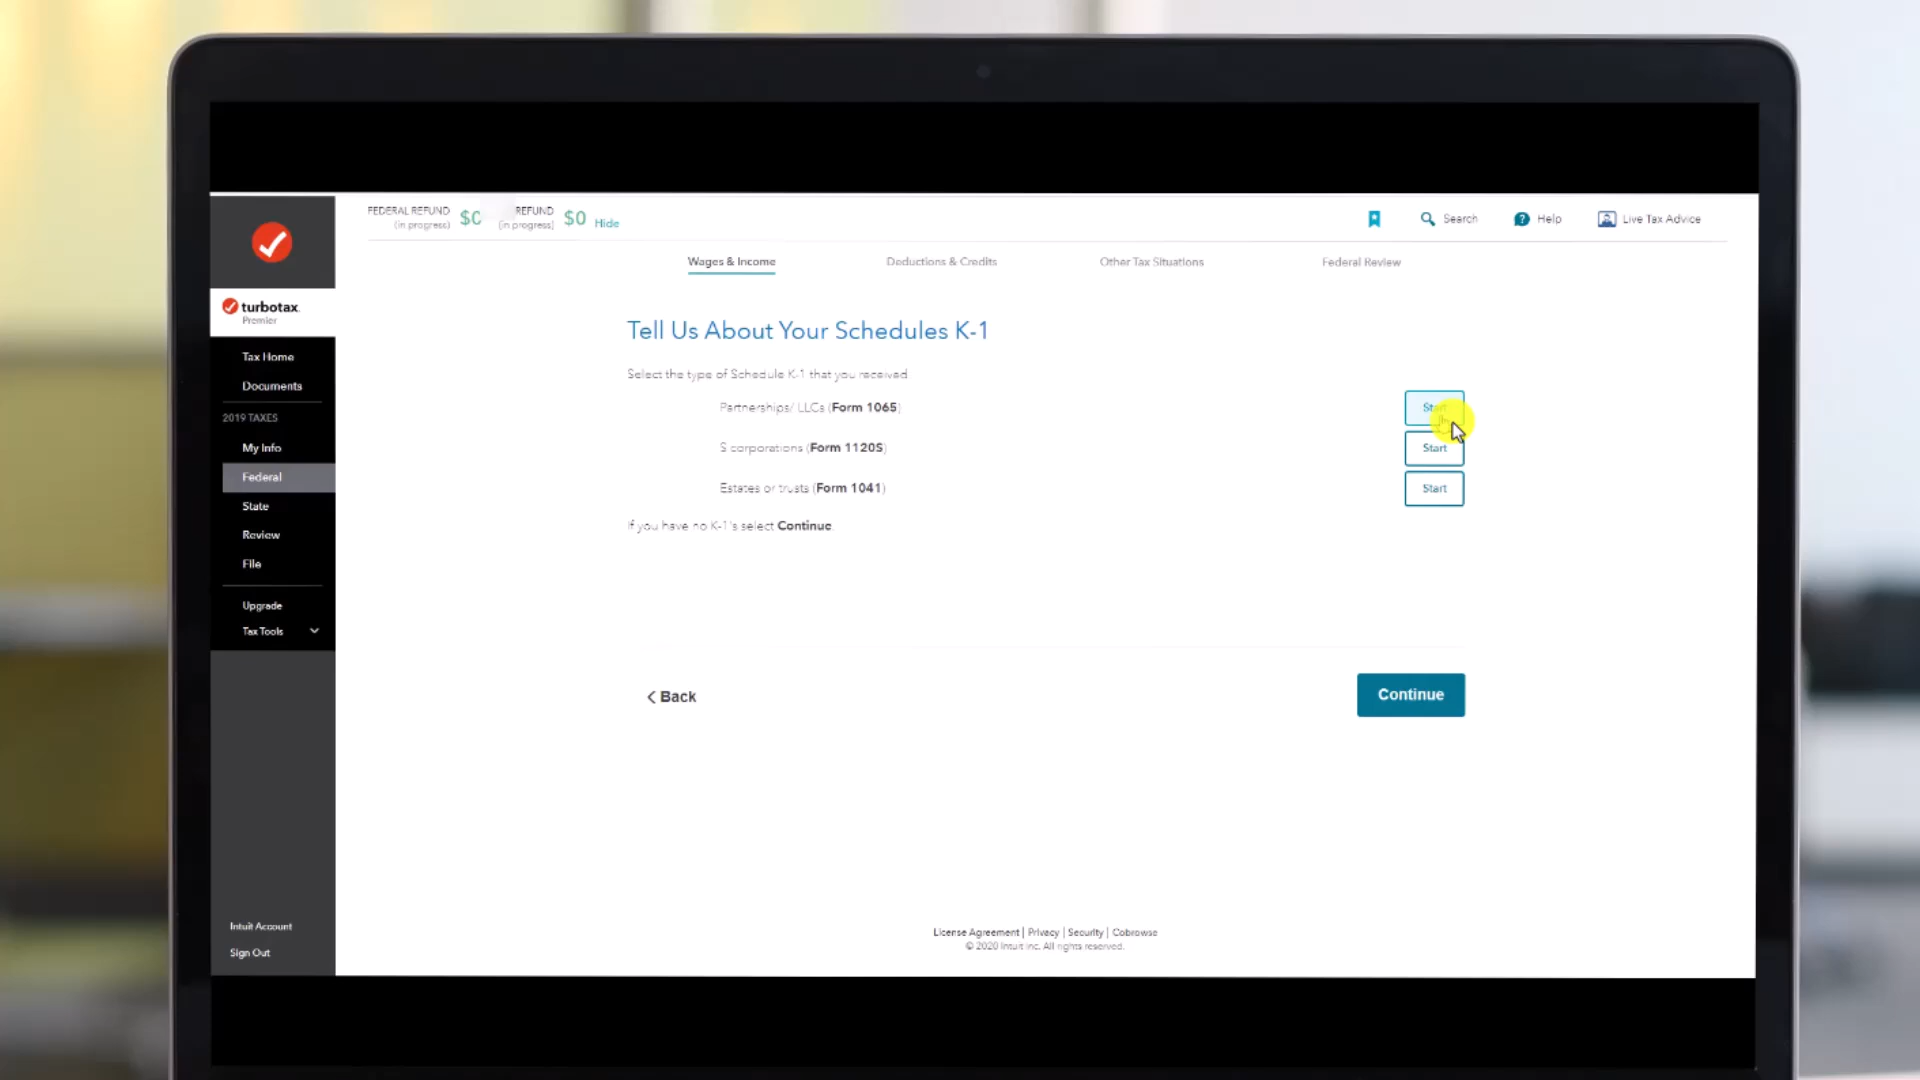 FEDERAL REFUND
(in progress)
$0
REFUND
(in progress)
$0
Hide
Search
? Help
Live Tax Advice
turbotax
Premier
Wages & Income
Deductions & Credits
Other Tax Situations
Federal Review
Tax Home
Documents
2019 TAXES
My Info
Federal
State
Review
File
Upgrade
Tax Tools
Intuit Account
Sign Out
Tell Us About Your Schedules K-1
Select the type of Schedule K-1 that you received
Partnerships/ LLCs (Form 1065)
Start
S corporations (Form 1120S)
Start
Estates or trusts (Form 1041)
Start
If you have no K-1's select Continue.
< Back
Continue
License Agreement | Privacy | Security | Cobrowse
© 2020 Intuit Inc. All rights reserved.